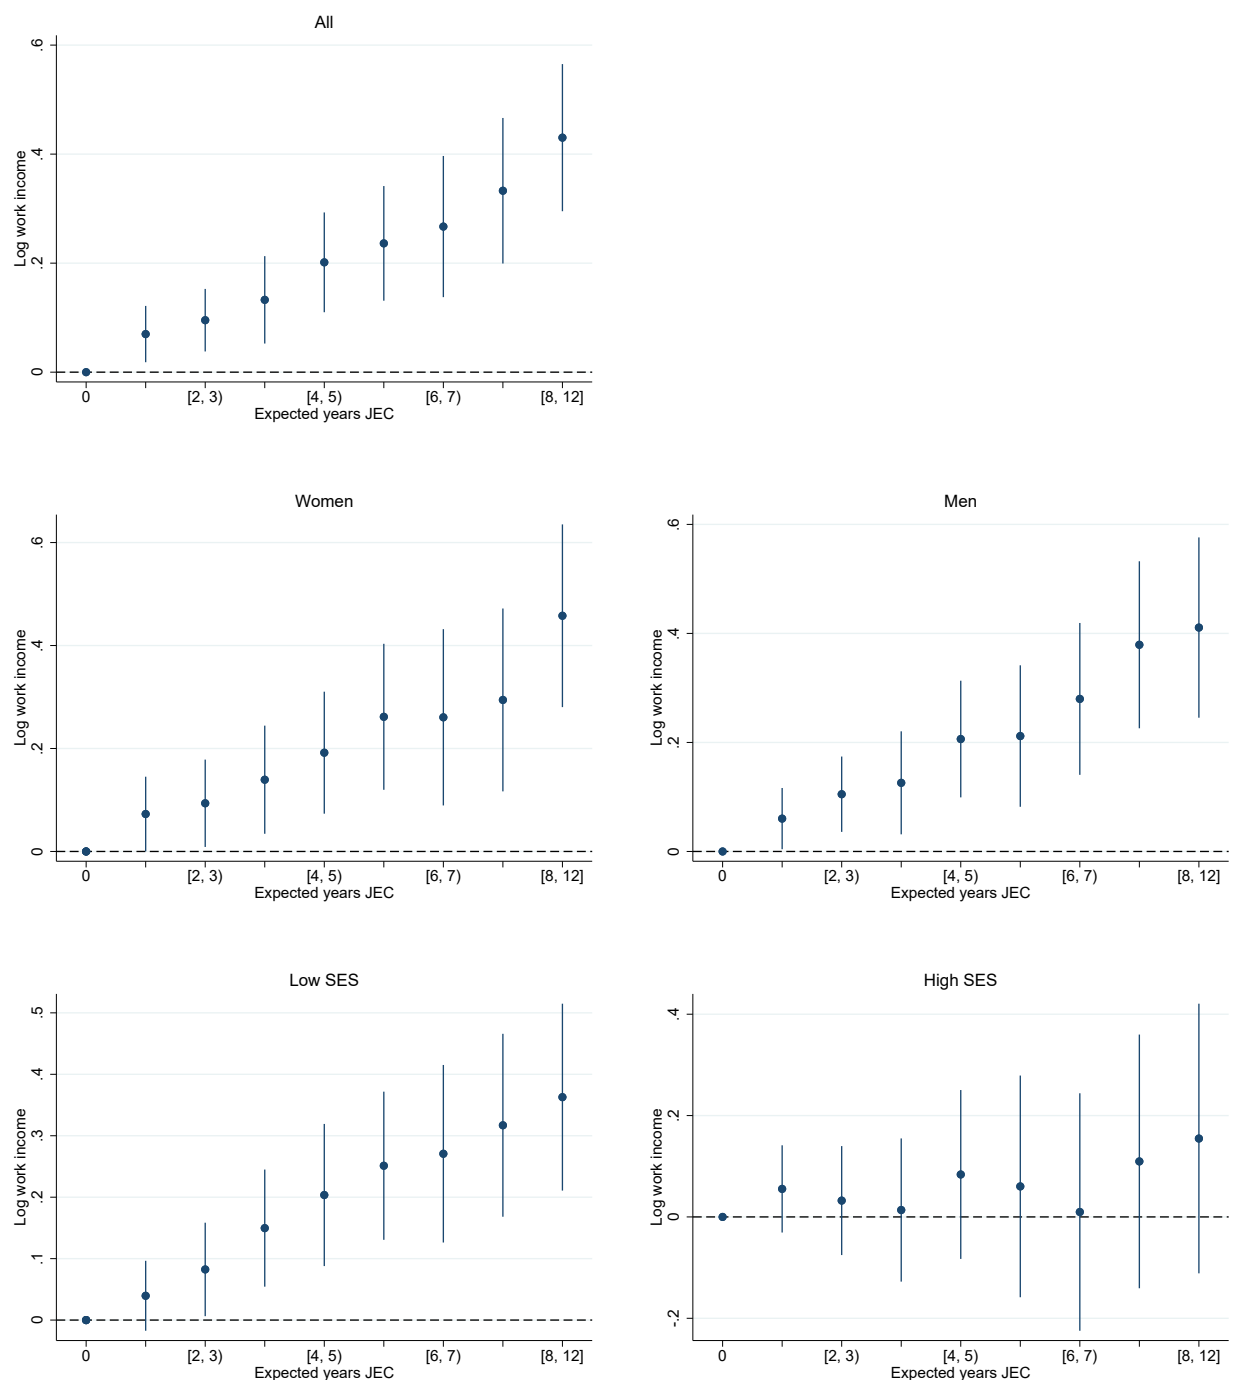 All
Log work income
.6
.4
.2
0
0 [2, 3) [4, 5) [6, 7) [8, 12]
Expected years JEC
Women
Log work income
.6
.4
.2
0
0 [2, 3) [4, 5) [6, 7) [8, 12]
Expected years JEC
Men
Log work income
.6
.4
.2
0
0 [2, 3) [4, 5) [6, 7) [8, 12]
Expected years JEC
Low SES
Log work income
.5
.4
.3
.2
.1
0
0 [2, 3) [4, 5) [6, 7) [8, 12]
Expected years JEC
High SES
Log work income
.4
.2
0
-.2
0 [2, 3) [4, 5) [6, 7) [8, 12]
Expected years JEC